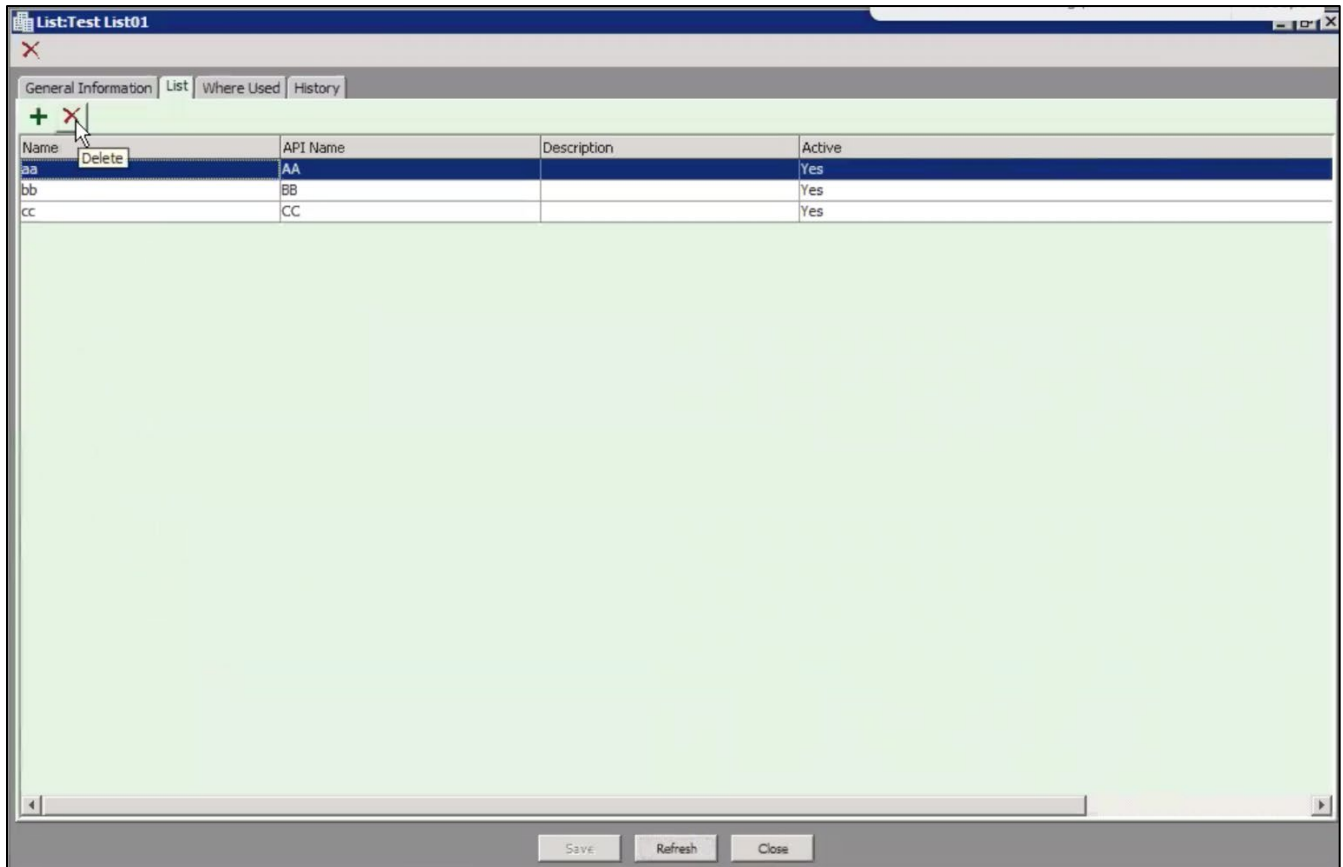 List:Test List01
General Information List Where Used History
Name API Name Description Active
Delete
aa AA Yes
bb BB Yes
cc CC Yes
Save Refresh Close